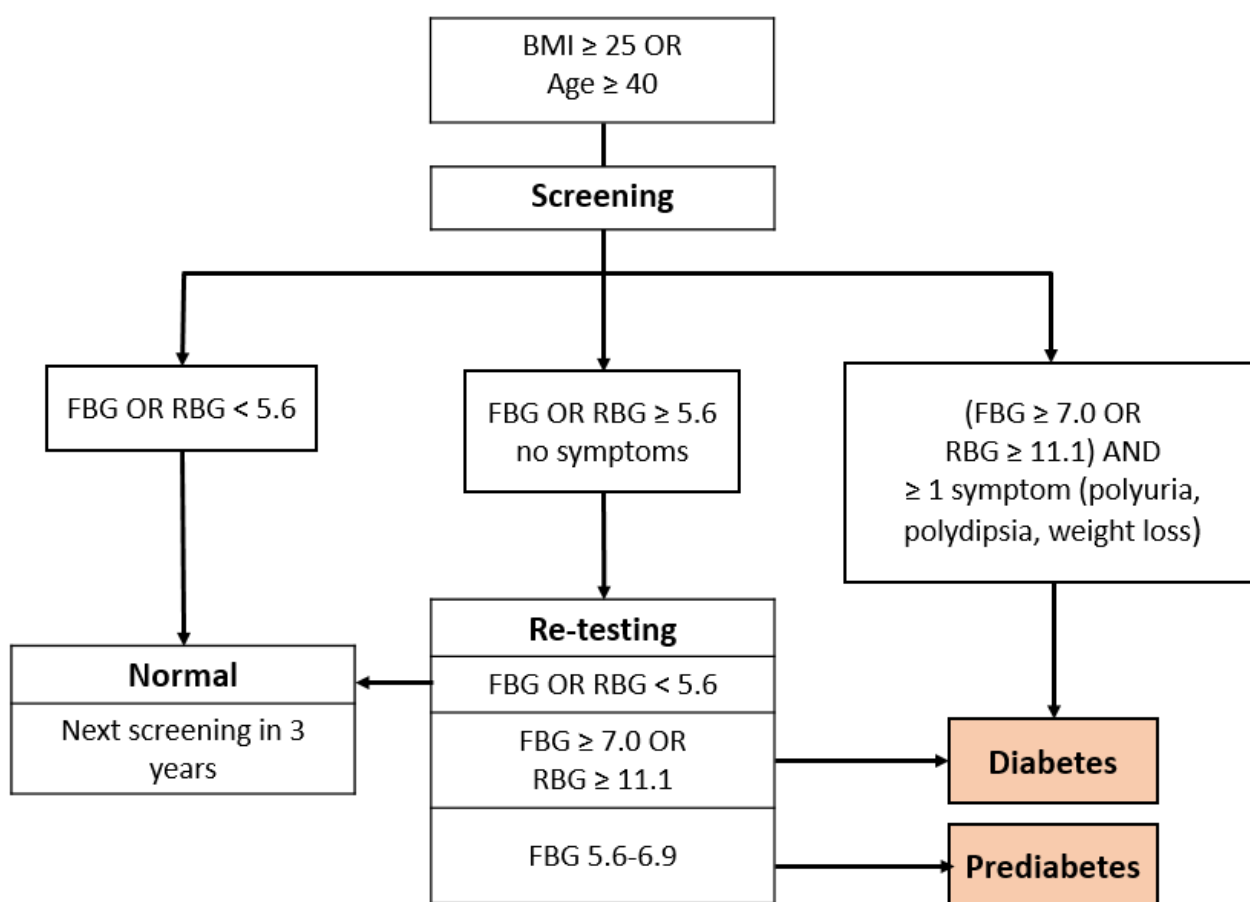 BMI ≥ 25 OR
Age ≥ 40
Screening
FBG OR RBG < 5.6
FBG OR RBG ≥ 5.6
no symptoms
(FBG ≥ 7.0 OR
RBG ≥ 11.1) AND
≥ 1 symptom (polyuria,
polydipsia, weight loss)
Normal
Next screening in 3
years
Re-testing
FBG OR RBG < 5.6
FBG ≥ 7.0 OR
RBG ≥ 11.1
FBG 5.6-6.9
Diabetes
Prediabetes